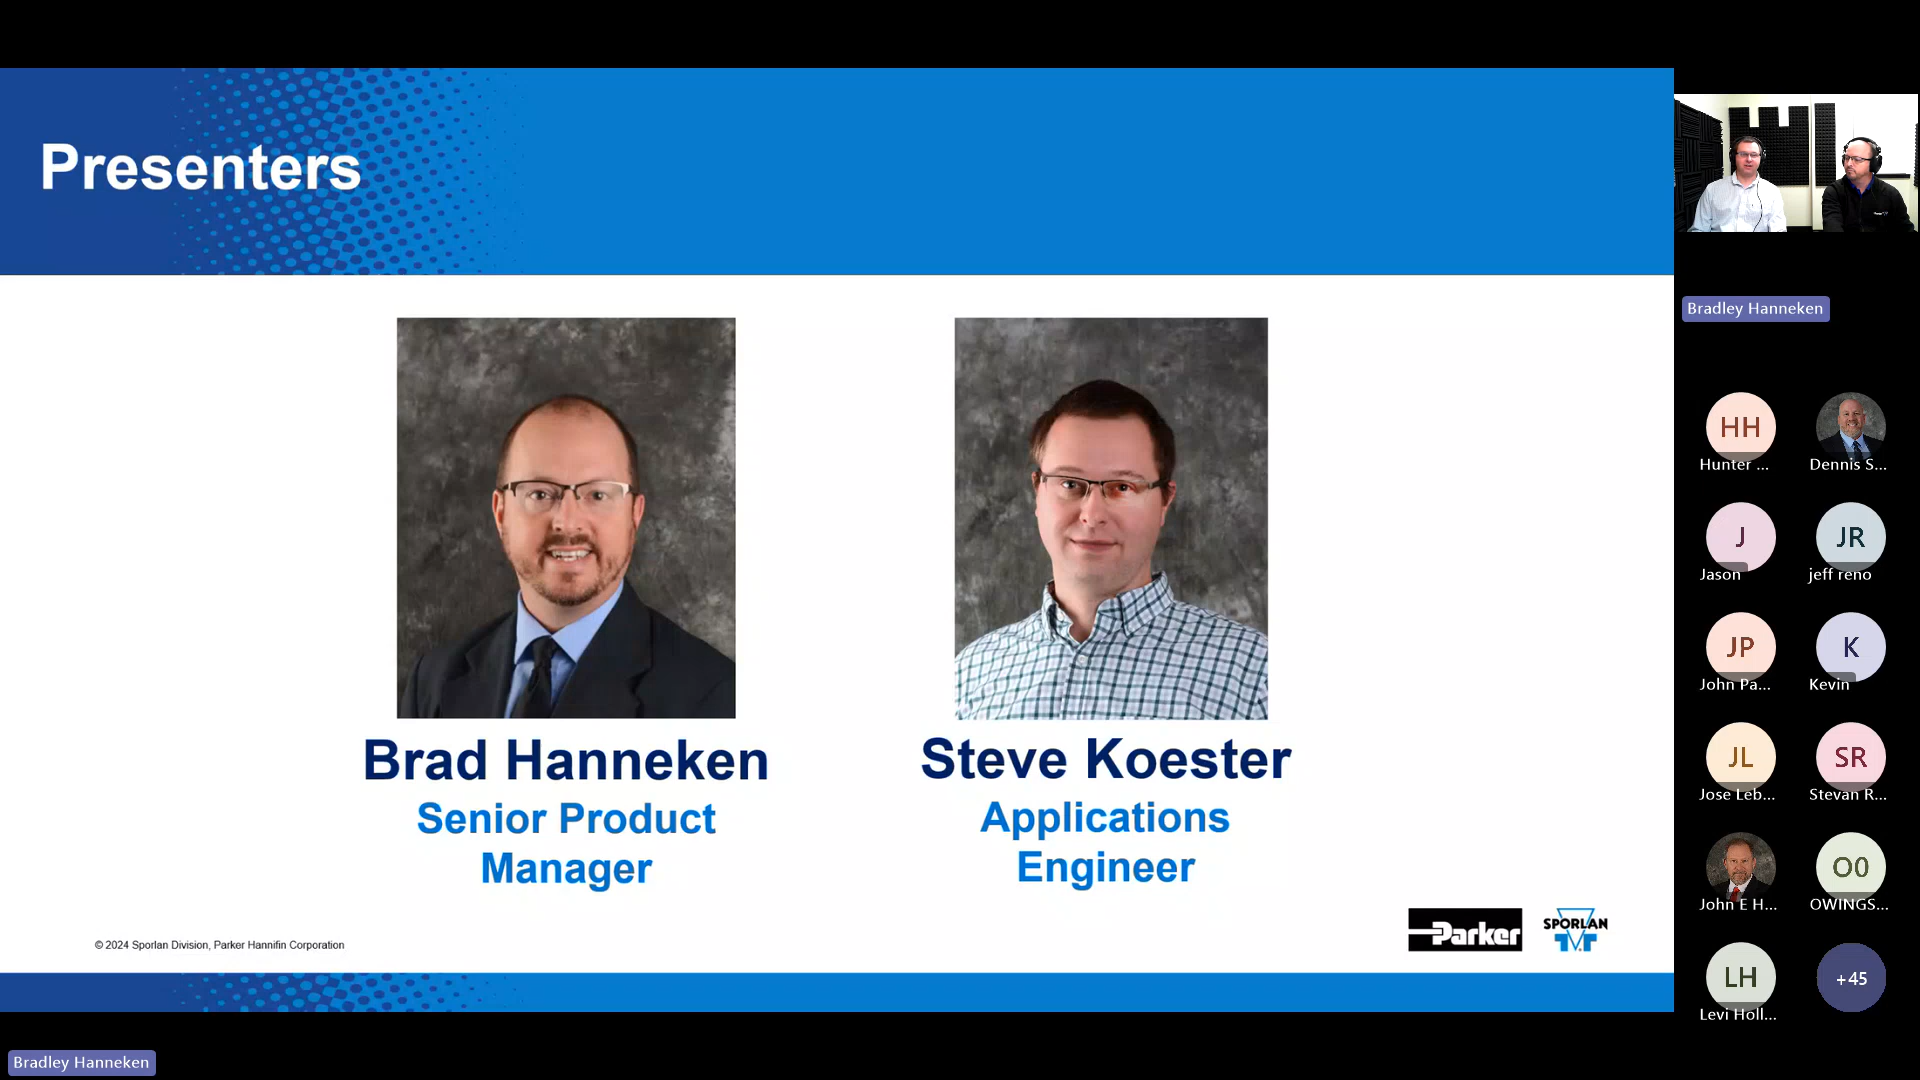 Presenters
Brad Hanneken
Senior Product
Manager
Steve Koester
Applications
Engineer
© 2024 Sporlan Division, Parker Hannifin Corporation
Parker
SPORLAN
Bradley Hanneken
Bradley Hanneken
HH
Hunter ...
Dennis S...
J
Jason
JR
jeff reno
JP
John Pa...
K
Kevin
JL
Jose Leb...
SR
Stevan R...
John E H...
O0
OWINGS...
LH
Levi Holl...
+45